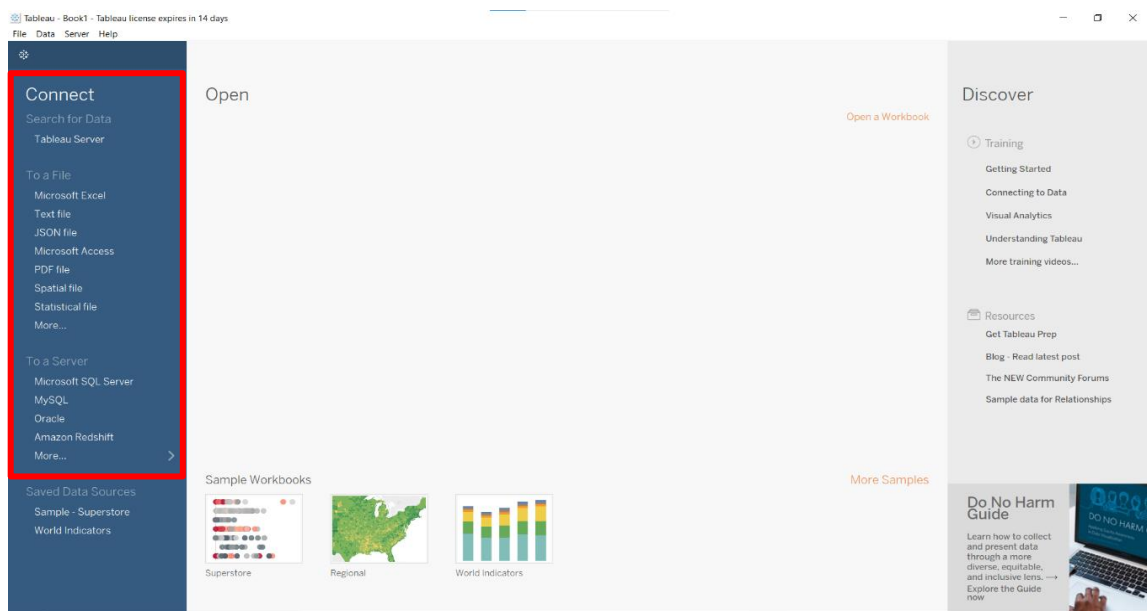 Tableau - Book1 - Tableau license expires in 14 days
File Data Server Help
Connect
Search for Data
Tableau Server
To a File
Microsoft Excel
Text file
JSON file
Microsoft Access
PDF file
Spatial file
Statistical file
More...
To a Server
Microsoft SQL Server
MySQL
Oracle
Amazon Redshift
More...
Saved Data Sources
Sample - Superstore
World Indicators
Open
Open a Workbook
Sample Workbooks
More Samples
Superstore
Regional
World Indicators
Discover
Training
Getting Started
Connecting to Data
Visual Analytics
Understanding Tableau
More training videos...
Resources
Get Tableau Prep
Blog - Read latest post
The NEW Community Forums
Sample data for Relationships
Do No Harm
Guide
Learn how to collect
and present data
through a more
diverse, equitable,
and inclusive lens. →
Explore the Guide
now
DO NO HARM